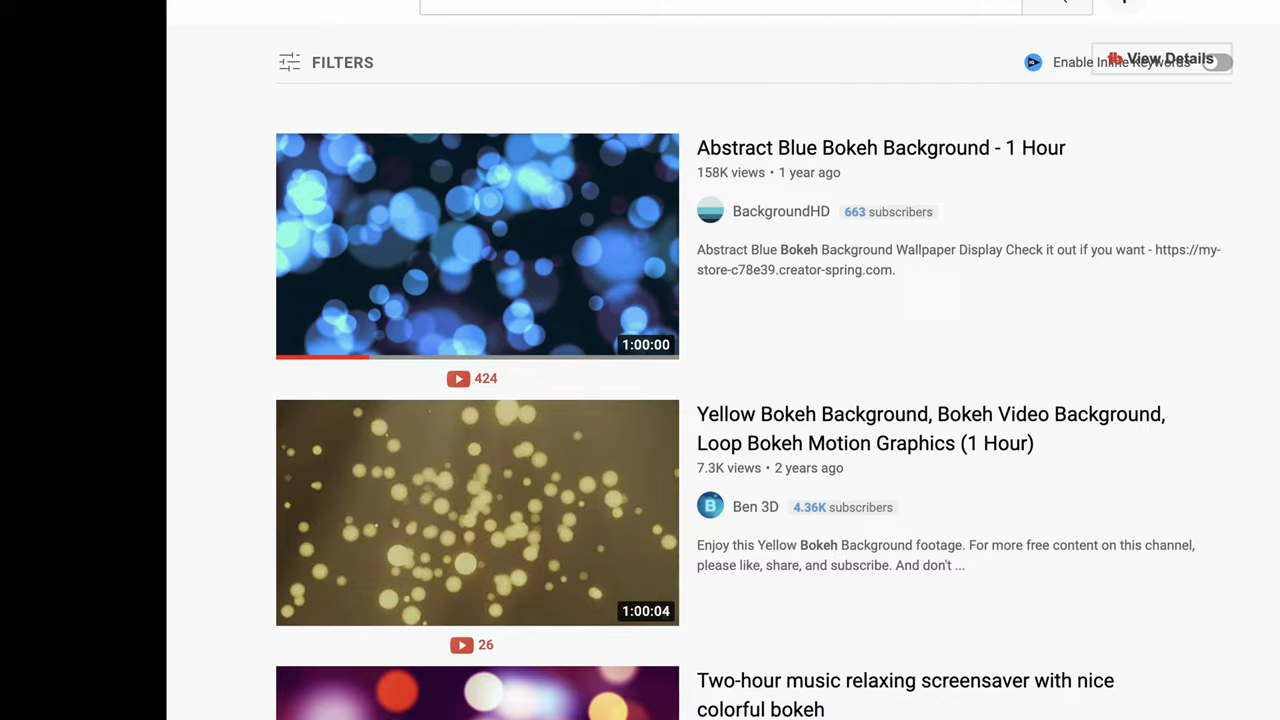 FILTERS
Enable Inline Keywords
View Details
Abstract Blue Bokeh Background - 1 Hour
158K views • 1 year ago
BackgroundHD 663 subscribers
Abstract Blue Bokeh Background Wallpaper Display Check it out if you want - https://my-
store-c78e39.creator-spring.com.
1:00:00
424
Yellow Bokeh Background, Bokeh Video Background,
Loop Bokeh Motion Graphics (1 Hour)
7.3K views • 2 years ago
B
Ben 3D 4.36K subscribers
Enjoy this Yellow Bokeh Background footage. For more free content on this channel,
please like, share, and subscribe. And don't ...
1:00:04
26
Two-hour music relaxing screensaver with nice
colorful bokeh